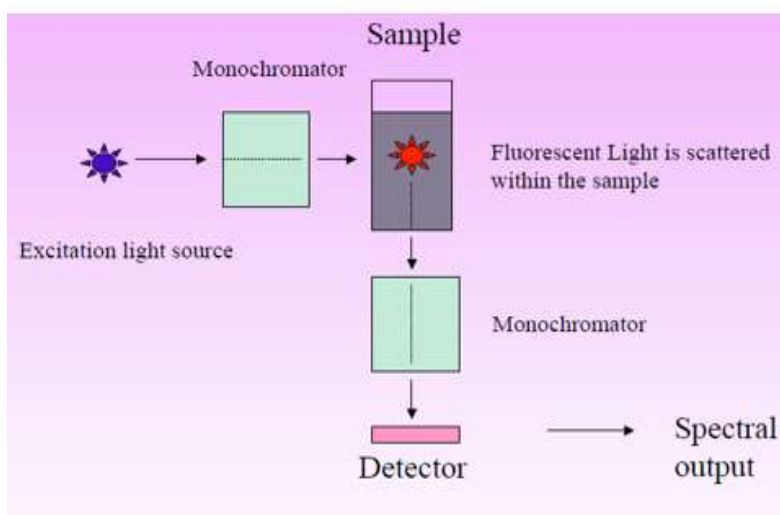 Sample
Monochromator
Fluorescent Light is scattered
within the sample
Excitation light source
Monochromator
Detector
Spectral
output